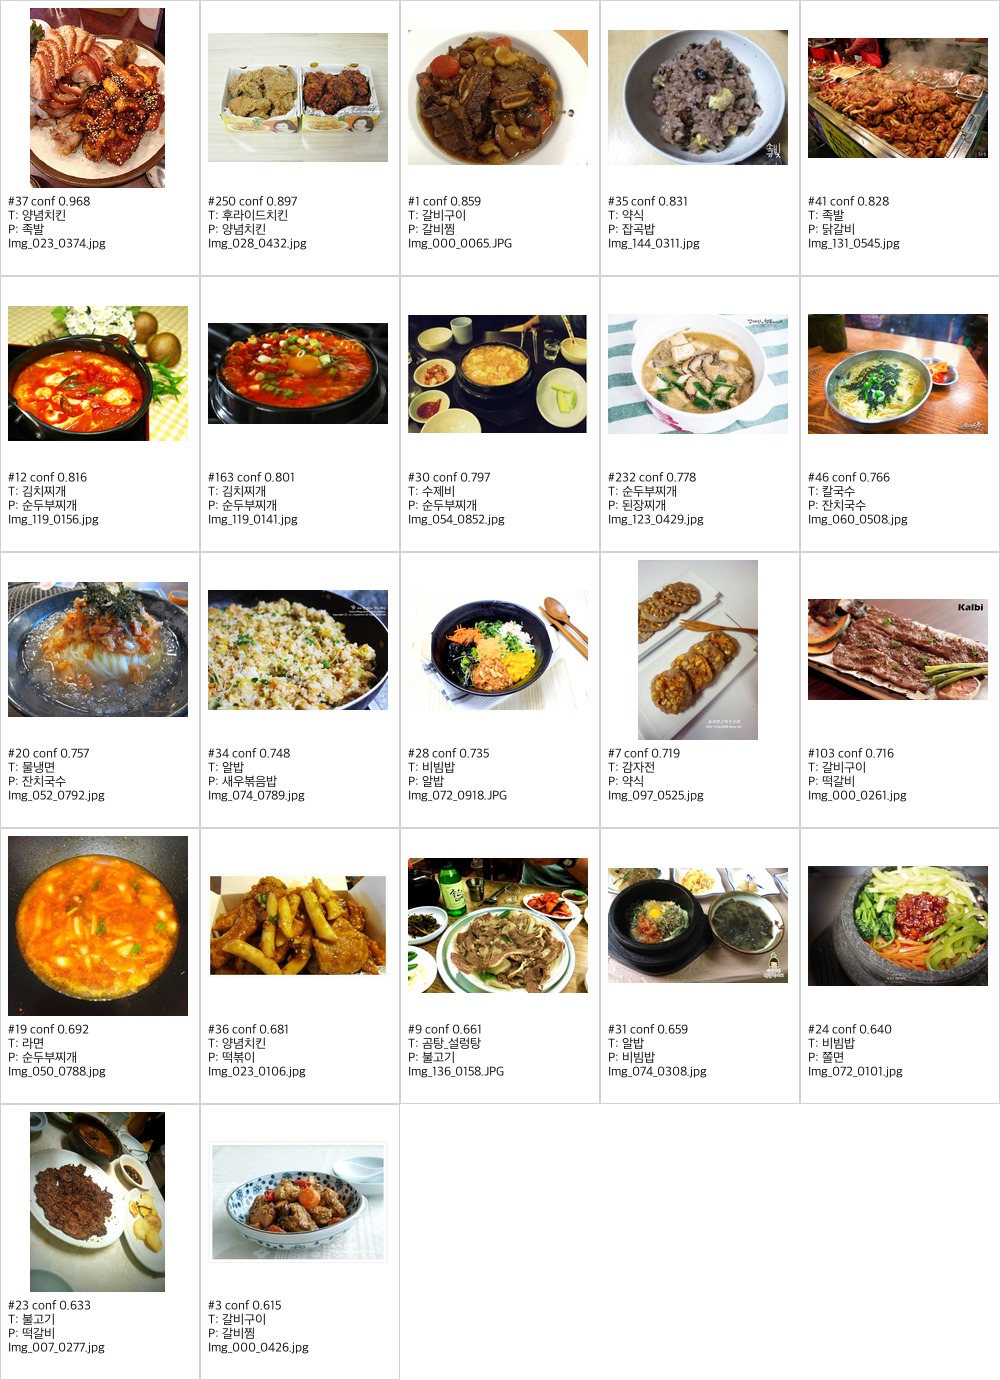 #37 conf 0.968
T: 양념치킨
P: 족발
Img_023_0374.jpg
#250 conf 0.897
T: 후라이드치킨
P: 양념치킨
Img_028_0432.jpg
#1 conf 0.859
T: 갈비구이
P: 갈비찜
Img_000_0065.JPG
#35 conf 0.831
T: 약식
P: 잡곡밥
Img_144_0311.jpg
#41 conf 0.828
T: 족발
P: 닭갈비
Img_131_0545.jpg
#12 conf 0.816
T: 김치찌개
P: 순두부찌개
Img_119_0156.jpg
#163 conf 0.801
T: 김치찌개
P: 순두부찌개
Img_119_0141.jpg
#30 conf 0.797
T: 수제비
P: 순두부찌개
Img_054_0852.jpg
#232 conf 0.778
T: 순두부찌개
P: 된장찌개
Img_123_0429.jpg
#46 conf 0.766
T: 칼국수
P: 잔치국수
Img_060_0508.jpg
#20 conf 0.757
T: 물냉면
P: 잔치국수
Img_052_0792.jpg
#34 conf 0.748
T: 알밥
P: 새우볶음밥
Img_074_0789.jpg
#28 conf 0.735
T: 비빔밥
P: 알밥
Img_072_0918.JPG
#7 conf 0.719
T: 감자전
P: 약식
Img_097_0525.jpg
Kalbi
#103 conf 0.716
T: 갈비구이
P: 떡갈비
Img_000_0261.jpg
#19 conf 0.692
T: 라면
P: 순두부찌개
Img_050_0788.jpg
#36 conf 0.681
T: 양념치킨
P: 떡볶이
Img_023_0106.jpg
#9 conf 0.661
T: 곰탕_설렁탕
P: 불고기
Img_136_0158.JPG
#31 conf 0.659
T: 알밥
P: 비빔밥
Img_074_0308.jpg
#24 conf 0.640
T: 비빔밥
P: 쫄면
Img_072_0101.jpg
#23 conf 0.633
T: 불고기
P: 떡갈비
Img_007_0277.jpg
#3 conf 0.615
T: 갈비구이
P: 갈비찜
Img_000_0426.jpg